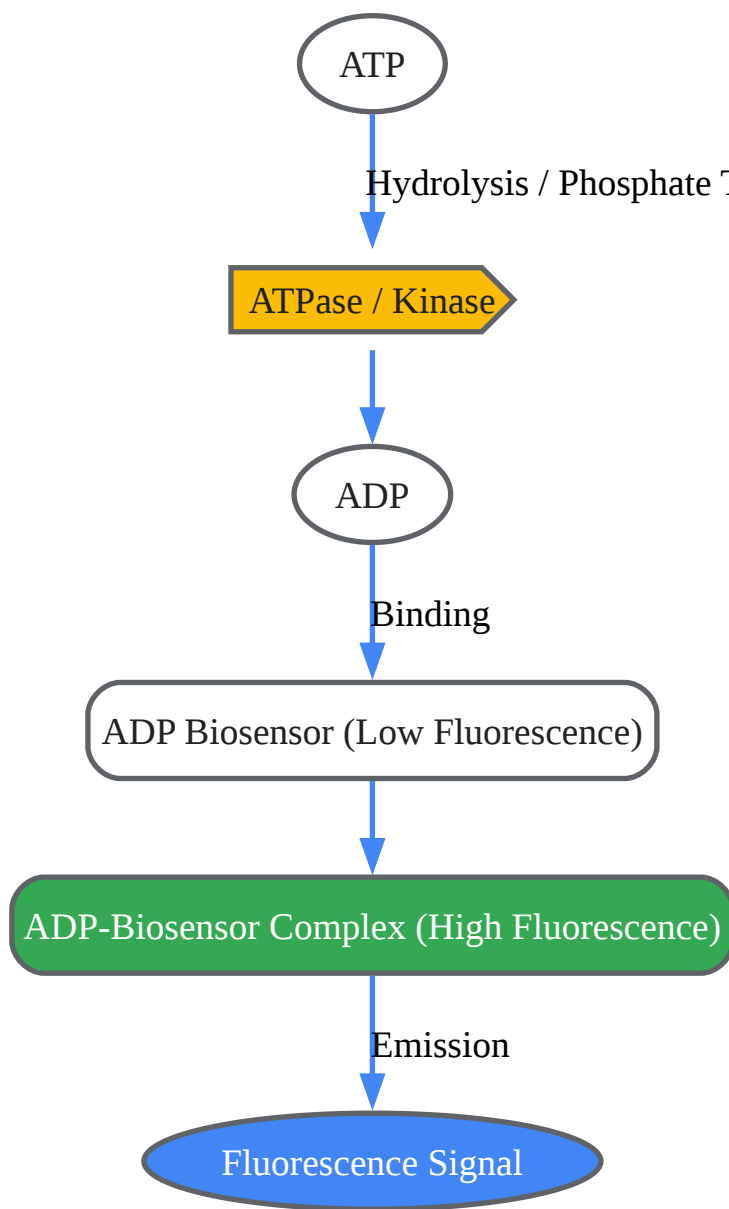 ATP
Hydrolysis / Phosphate T
ATPase / Kinase
ADP
Binding
ADP Biosensor (Low Fluorescence)
ADP-Biosensor Complex (High Fluorescence)
Emission
Fluorescence Signal